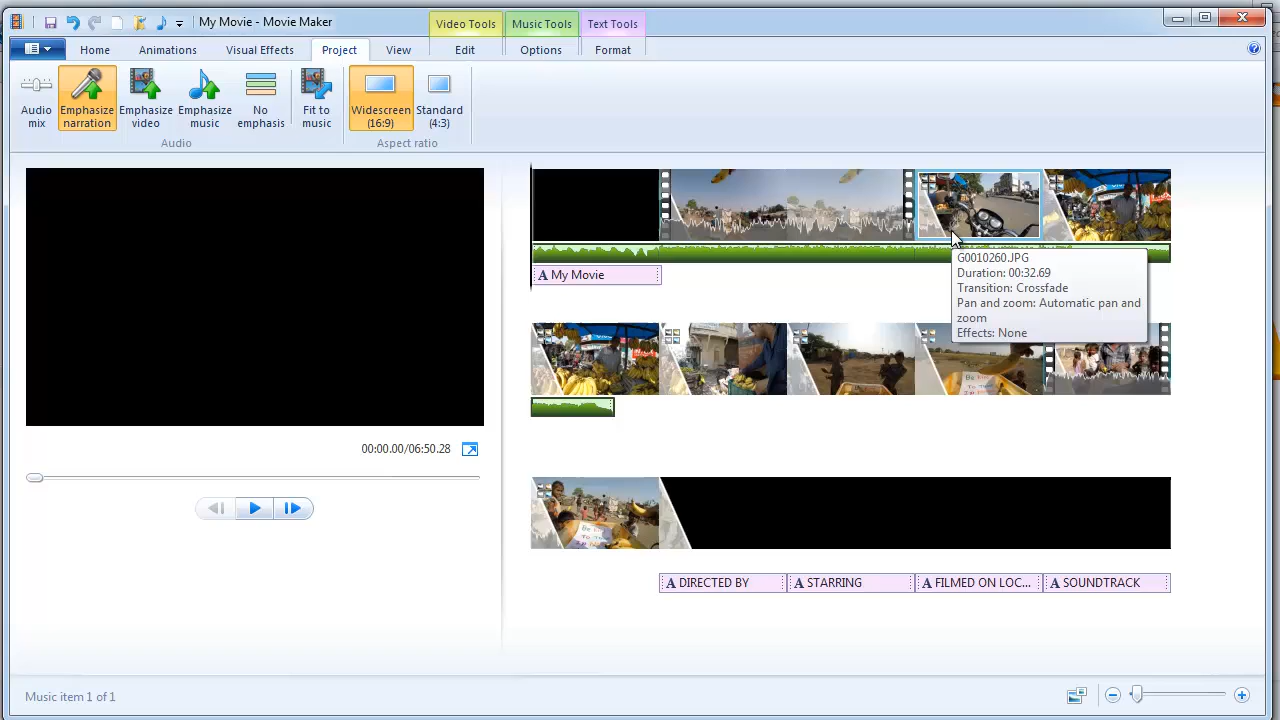 My Movie - Movie Maker
Video Tools
Music Tools
Text Tools
Home
Animations
Visual Effects
Project
View
Edit
Options
Format
Audio mix
Emphasize narration
Emphasize video
Emphasize music
No emphasis
Fit to music
Widescreen (16:9)
Standard (4:3)
Audio
Aspect ratio
A My Movie
G0010260.JPG
Duration: 00:32.69
Transition: Crossfade
Pan and zoom: Automatic pan and
zoom
Effects: None
00:00.00/06:50.28
A DIRECTED BY
A STARRING
A FILMED ON LOC...
A SOUNDTRACK
Music item 1 of 1